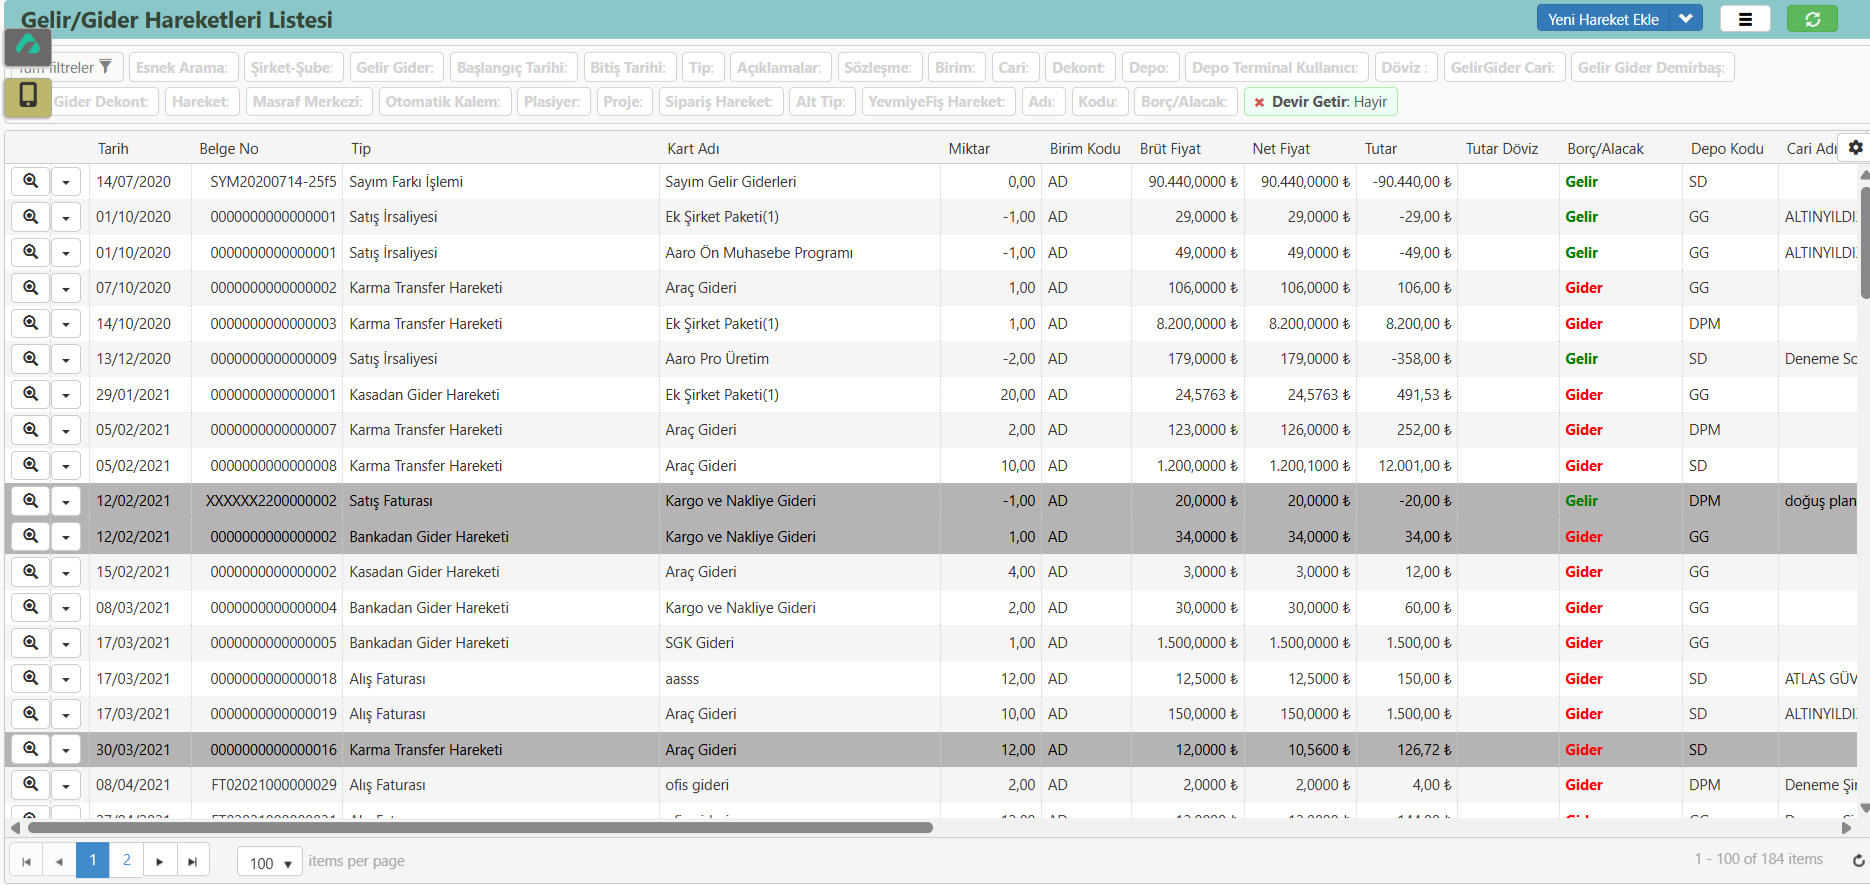 Gelir/Gider Hareketleri Listesi Yeni Hareket Ekle
filtreler Esnek Arama: Şirket-Şube: Gelir Gider: Başlangıç Tarihi: Bitiş Tarihi: Tip: Açıklamalar: Sözleşme: Birim: Cari: Dekont: Depo: Depo Terminal Kullanıcı: Döviz : GelirGider Cari: Gelir Gider Demirbaş:
Gider Dekont: Hareket: Masraf Merkezi: Otomatik Kalem: Plasiyer: Proje: Sipariş Hareket: Alt Tip: YevmiyeFiş Hareket: Adı: Kodu: Borç/Alacak: × Devir Getir: Hayir
Tarih Belge No Tip Kart Adı Miktar Birim Kodu Brüt Fiyat Net Fiyat Tutar Tutar Döviz Borç/Alacak Depo Kodu Cari Adı
14/07/2020 SYM20200714-25f5 Sayım Farkı İşlemi Sayım Gelir Giderleri 0,00 AD 90.440,0000 ₺ 90.440,0000 ₺ -90.440,00 ₺ Gelir SD
01/10/2020 0000000000000001 Satış İrsaliyesi Ek Şirket Paketi(1) -1,00 AD 29,0000 ₺ 29,0000 ₺ -29,00 ₺ Gelir GG ALTINYILDI
01/10/2020 0000000000000001 Satış İrsaliyesi Aaro Ön Muhasebe Programı -1,00 AD 49,0000 ₺ 49,0000 ₺ -49,00 ₺ Gelir GG ALTINYILDI
07/10/2020 0000000000000002 Karma Transfer Hareketi Araç Gideri 1,00 AD 106,0000 ₺ 106,0000 ₺ 106,00 ₺ Gider GG
14/10/2020 0000000000000003 Karma Transfer Hareketi Ek Şirket Paketi(1) 1,00 AD 8.200,0000 ₺ 8.200,0000 ₺ 8.200,00 ₺ Gider DPM
13/12/2020 0000000000000009 Satış İrsaliyesi Aaro Pro Üretim -2,00 AD 179,0000 ₺ 179,0000 ₺ -358,00 ₺ Gelir SD Deneme So
29/01/2021 0000000000000001 Kasadan Gider Hareketi Ek Şirket Paketi(1) 20,00 AD 24,5763 ₺ 24,5763 ₺ 491,53 ₺ Gider GG
05/02/2021 0000000000000007 Karma Transfer Hareketi Araç Gideri 2,00 AD 123,0000 ₺ 126,0000 ₺ 252,00 ₺ Gider DPM
05/02/2021 0000000000000008 Karma Transfer Hareketi Araç Gideri 10,00 AD 1.200,0000 ₺ 1.200,1000 ₺ 12.001,00 ₺ Gider SD
12/02/2021 XXXXXX2200000002 Satış Faturası Kargo ve Nakliye Gideri -1,00 AD 20,0000 ₺ 20,0000 ₺ -20,00 ₺ Gelir DPM doğuş plan
12/02/2021 0000000000000002 Bankadan Gider Hareketi Kargo ve Nakliye Gideri 1,00 AD 34,0000 ₺ 34,0000 ₺ 34,00 ₺ Gider GG
15/02/2021 0000000000000002 Kasadan Gider Hareketi Araç Gideri 4,00 AD 3,0000 ₺ 3,0000 ₺ 12,00 ₺ Gider GG
08/03/2021 0000000000000004 Bankadan Gider Hareketi Kargo ve Nakliye Gideri 2,00 AD 30,0000 ₺ 30,0000 ₺ 60,00 ₺ Gider GG
17/03/2021 0000000000000005 Bankadan Gider Hareketi SGK Gideri 1,00 AD 1.500,0000 ₺ 1.500,0000 ₺ 1.500,00 ₺ Gider GG
17/03/2021 0000000000000018 Alış Faturası aasss 12,00 AD 12,5000 ₺ 12,5000 ₺ 150,00 ₺ Gider SD ATLAS GÜV
17/03/2021 0000000000000019 Alış Faturası Araç Gideri 10,00 AD 150,0000 ₺ 150,0000 ₺ 1.500,00 ₺ Gider SD ALTINYILDI
30/03/2021 0000000000000016 Karma Transfer Hareketi Araç Gideri 12,00 AD 12,0000 ₺ 10,5600 ₺ 126,72 ₺ Gider SD
08/04/2021 FT02021000000029 Alış Faturası ofis gideri 2,00 AD 2,0000 ₺ 2,0000 ₺ 4,00 ₺ Gider DPM Deneme Şir
1 2 100 items per page 1 - 100 of 184 items